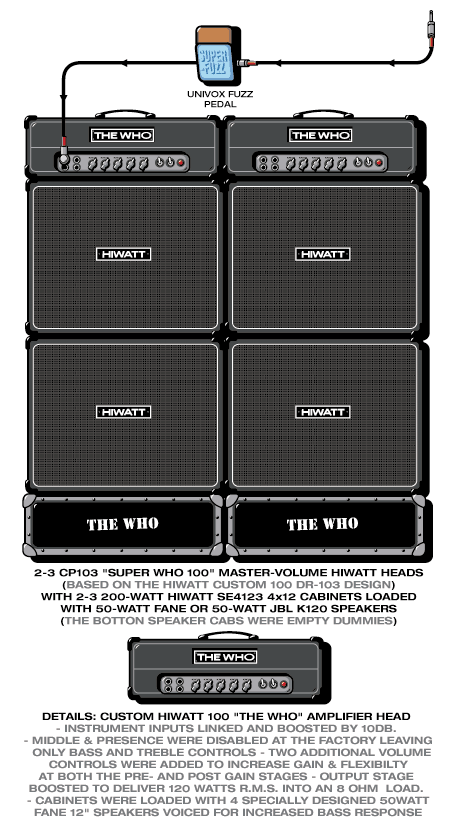 SUPER
-FUZZ
UNIVOX FUZZ
PEDAL
THE WHO
THE WHO
HIWATT
HIWATT
HIWATT
HIWATT
THE WHO
THE WHO
2-3 CP103 "SUPER WHO 100" MASTER-VOLUME HIWATT HEADS
(BASED ON THE HIWATT CUSTOM 100 DR-103 DESIGN)
WITH 2-3 200-WATT HIWATT SE4123 4x12 CABINETS LOADED
WITH 50-WATT FANE OR 50-WATT JBL K120 SPEAKERS
(THE BOTTON SPEAKER CABS WERE EMPTY DUMMIES)
THE WHO
DETAILS: CUSTOM HIWATT 100 "THE WHO" AMPLIFIER HEAD
- INSTRUMENT INPUTS LINKED AND BOOSTED BY 10DB.
- MIDDLE & PRESENCE WERE DISABLED AT THE FACTORY LEAVING
ONLY BASS AND TREBLE CONTROLS - TWO ADDITIONAL VOLUME
CONTROLS WERE ADDED TO INCREASE GAIN & FLEXIBILTY
AT BOTH THE PRE- AND POST GAIN STAGES - OUTPUT STAGE
BOOSTED TO DELIVER 120 WATTS R.M.S. INTO AN 8 OHM LOAD.
- CABINETS WERE LOADED WITH 4 SPECIALLY DESIGNED 50WATT
FANE 12" SPEAKERS VOICED FOR INCREASED BASS RESPONSE